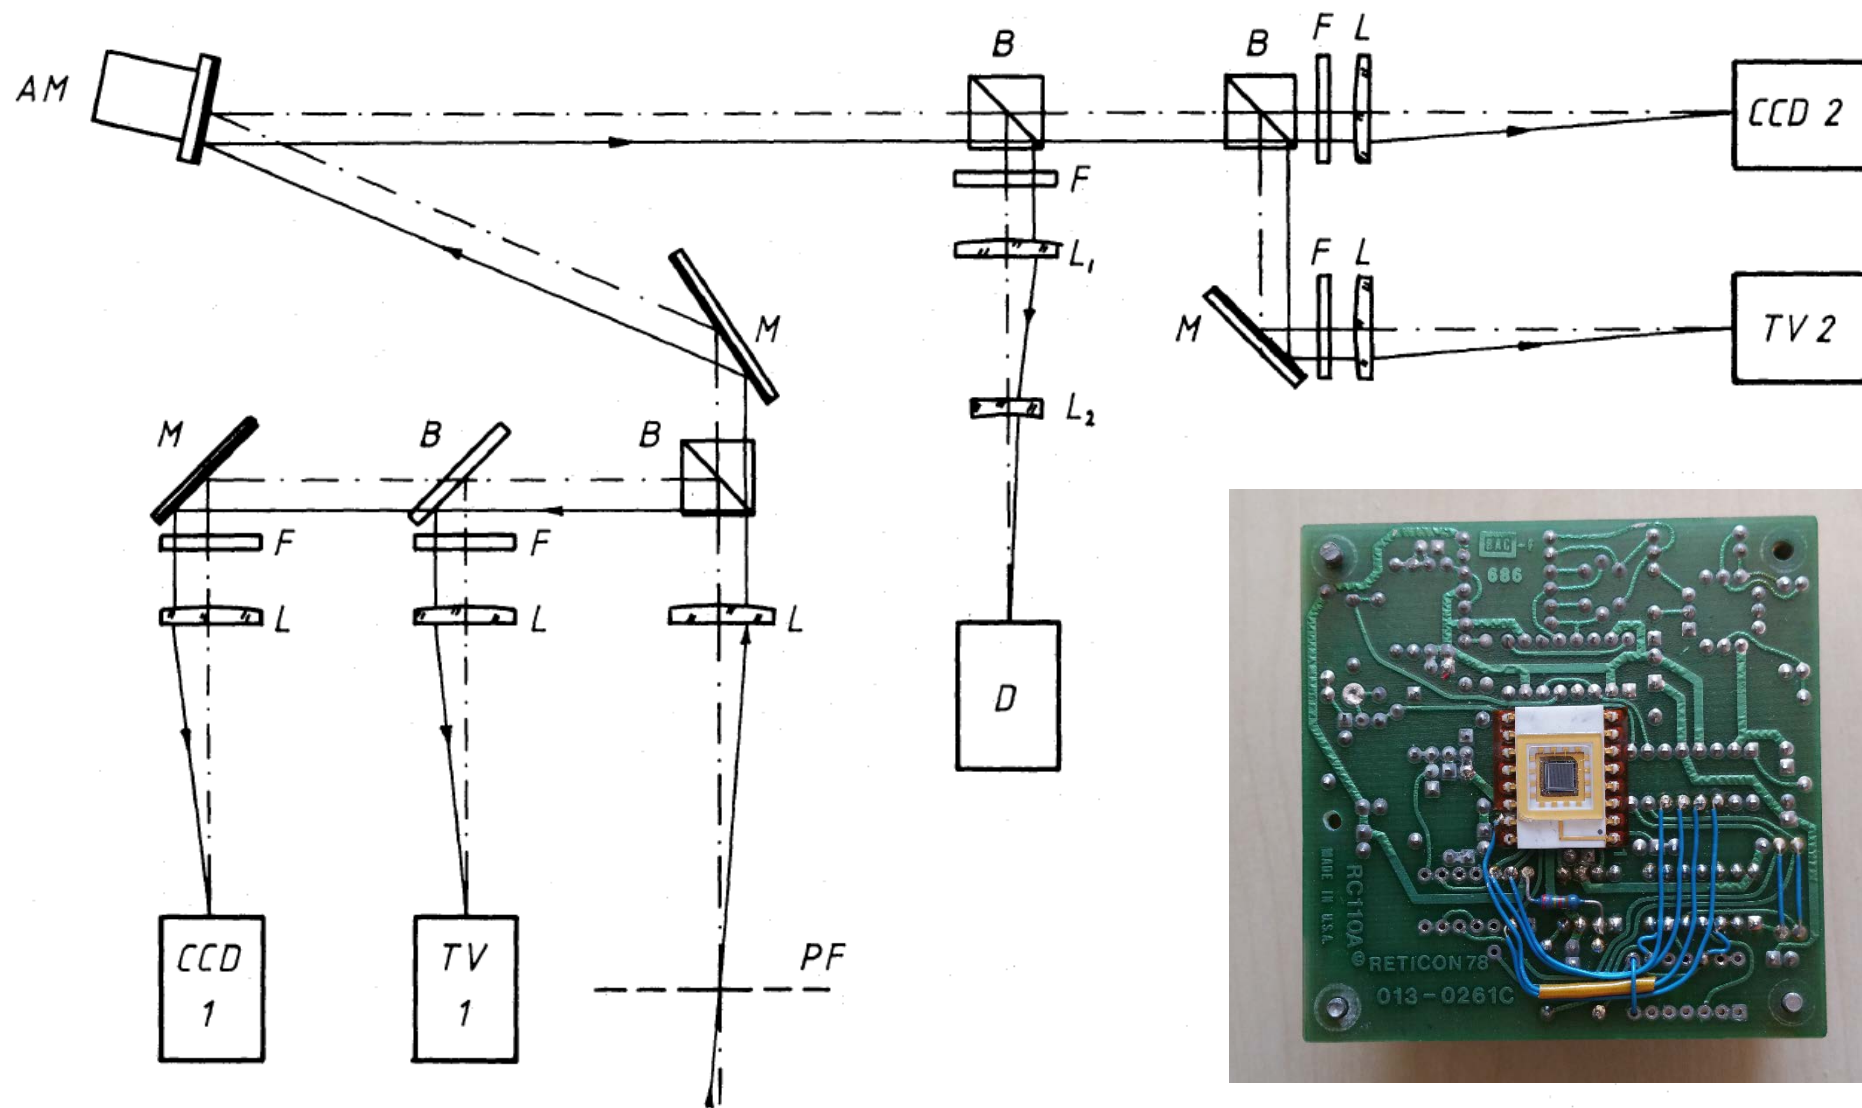 B
B
F
L
AM
CCD 2
F
L₁
F
L
M
M
TV 2
L₂
M
B
B
F
F
L
L
L
D
CCD
1
TV
1
PF
686
MADE IN U.S.A.
RC110A®
RETICON 78
013-0261C